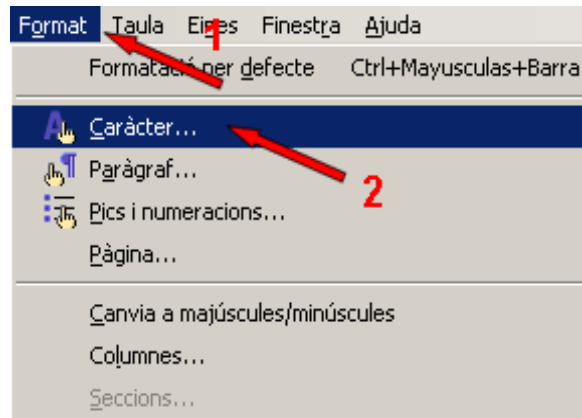 Format Taula Eines Finestra Ajuda
1
Formatació per defecte Ctrl+Mayusculas+Barra
Caràcter...
Paràgraf...
2
Pics i numeracions...
Pàgina...
Canvia a majúscules/minúscules
Columnes...
Seccions...